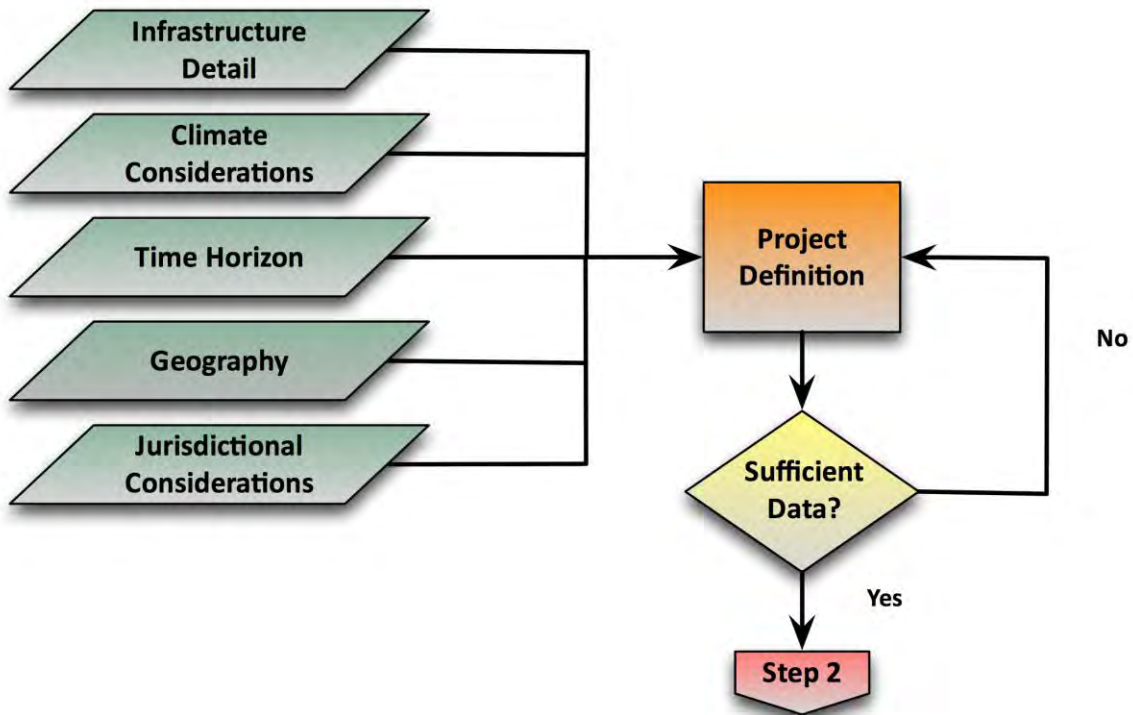 Infrastructure
Detail
Climate
Considerations
Time Horizon
Geography
Jurisdictional
Considerations
Project
Definition
No
Sufficient
Data?
Yes
Step 2